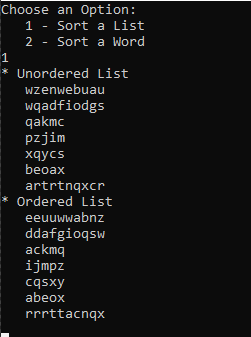 Choose an Option:
1 - Sort a List
2 - Sort a Word
1
* Unordered List
wzenwebuau
wqadfiodgs
qakmc
pzjim
xqycs
beoax
artrtnqxcr
* Ordered List
eeuuwwabnz
ddafgioqsw
ackmq
ijmpz
cqsxy
abeox
rrrttacnqx